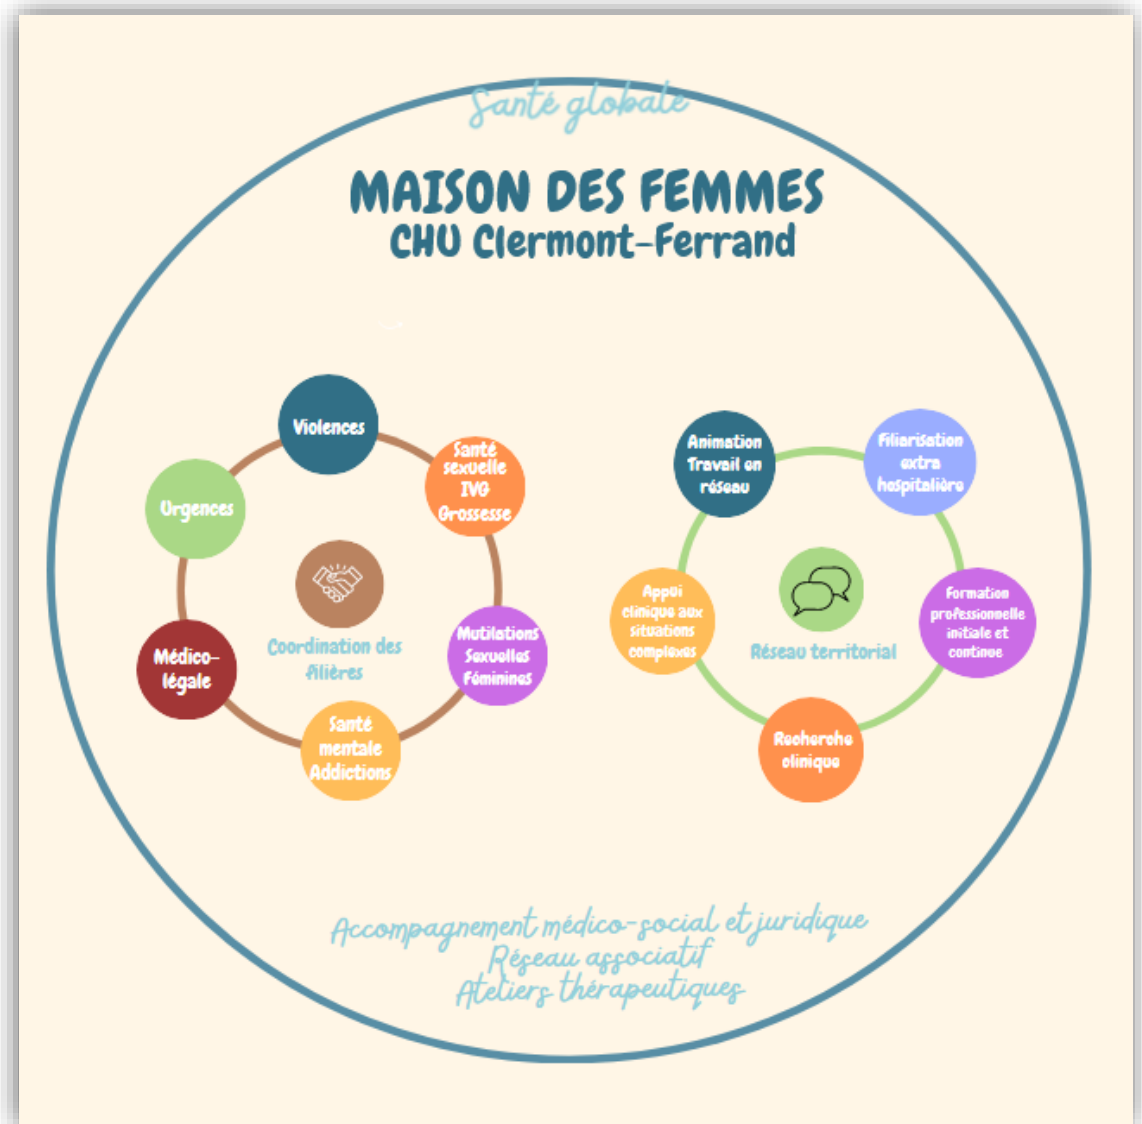 Santé globale
MAISON DES FEMMES
CHU Clermont-Ferrand
Violences
Santé
sexuelle
IVG
Grossesse
Urgences
Mutilations
Sexuelles
Féminines
Médico-
légale
Santé
mentale
Addictions
Coordination des
filières
Animation
Travail en
réseau
Filiarisation
extra
hospitalière
Appui
clinique aux
situations
complexes
Formation
professionnelle
initiale et
continue
Recherche
clinique
Réseau territorial
Accompagnement médico-social et juridique
Réseau associatif
Ateliers thérapeutiques